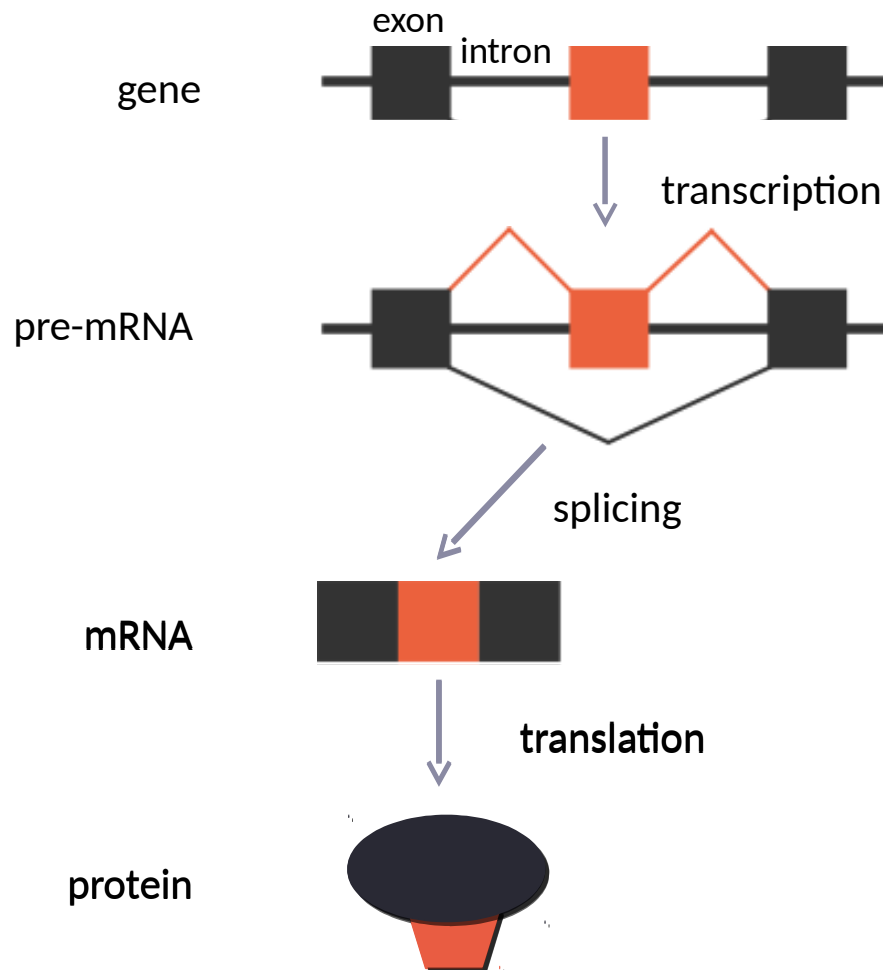 exon
intron
gene
transcription
pre-mRNA
splicing
mRNA
translation
protein